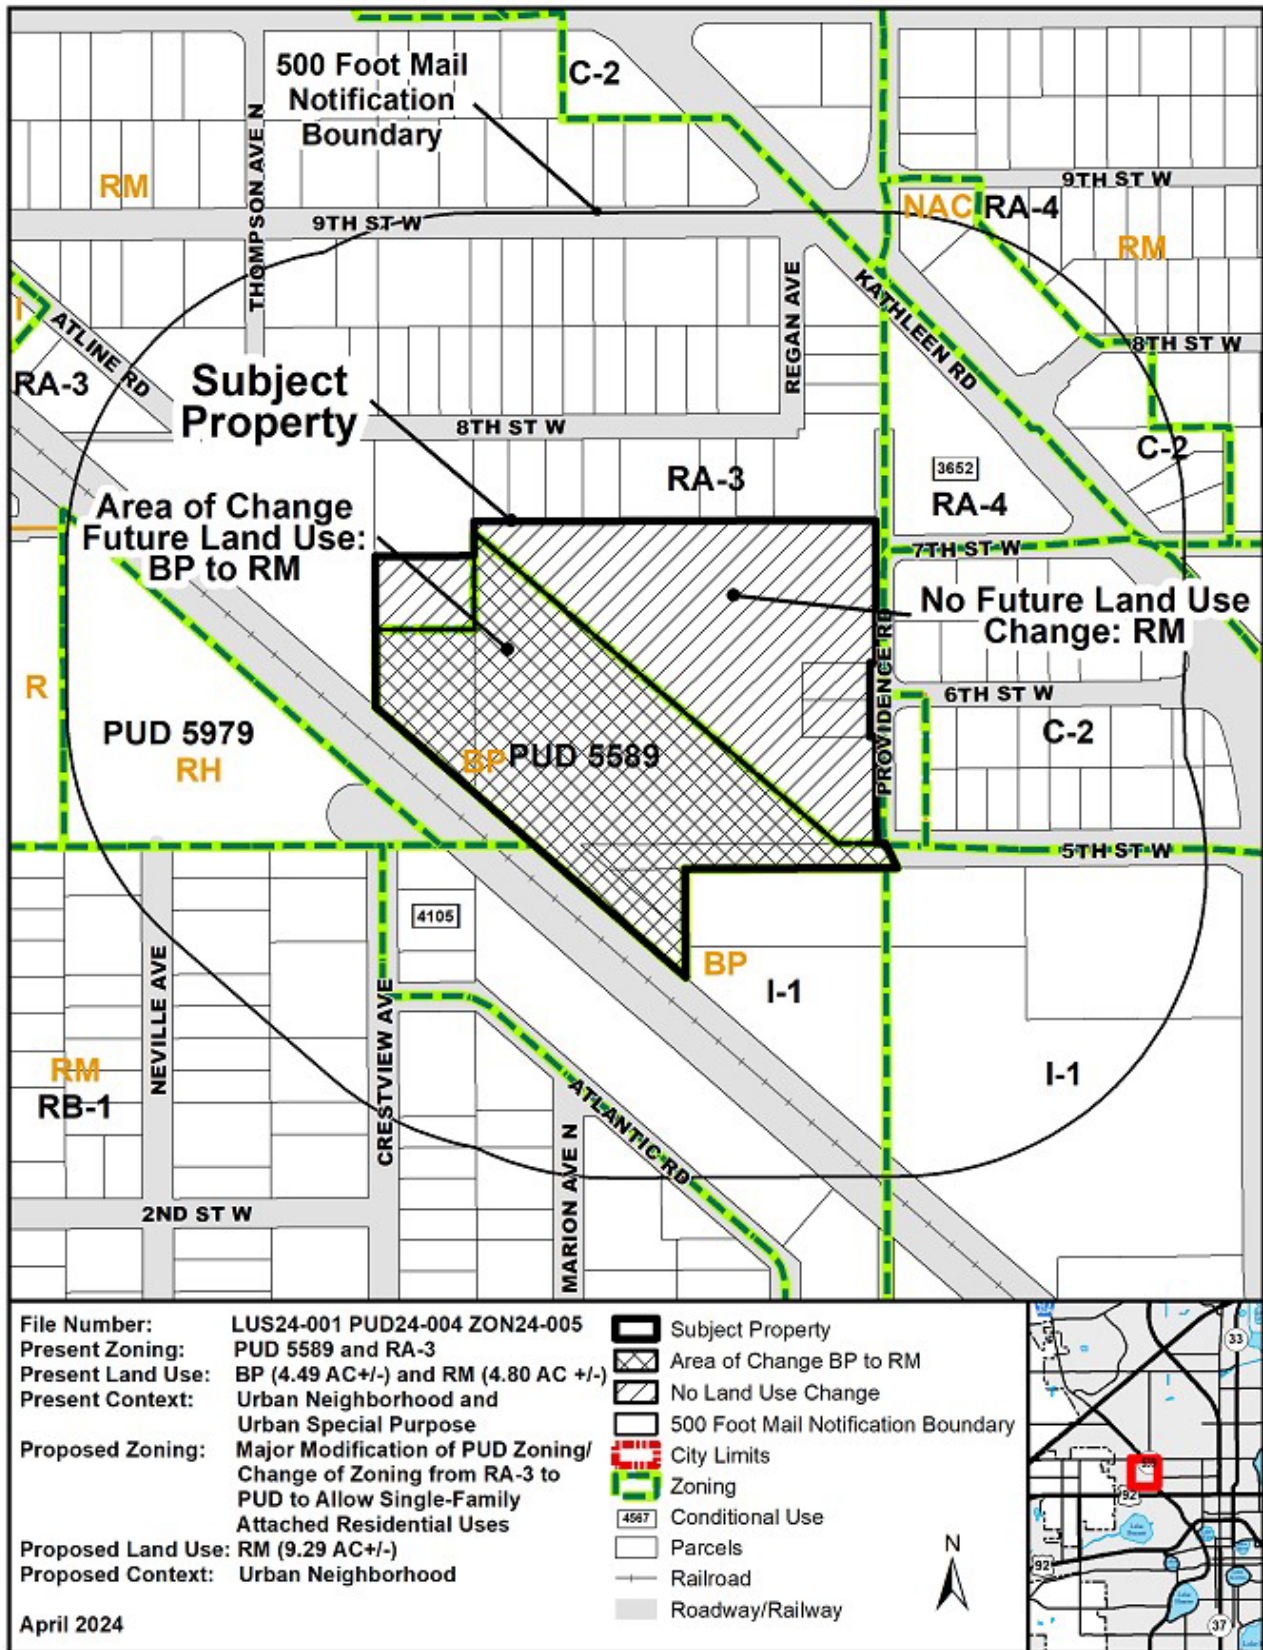 500 Foot Mail
Notification
Boundary
C-2
THOMPSON AVE N
RM
9TH ST W
9TH ST W
NAC RA-4
RM
REGAN AVE
KATHLEEN RD
I
ATLINE RD
8TH ST W
RA-3
Subject
Property
8TH ST W
C-2
RA-3
3652
RA-4
Area of Change
Future Land Use:
BP to RM
7TH ST W
No Future Land Use
Change: RM
PROVIDENCE RD
R
6TH ST W
PUD 5979
RH
BP PUD 5589
C-2
5TH ST W
4105
BP
I-1
NEVILLE AVE
CRESTVIEW AVE
I-1
RM
RB-1
ATLANTIC RD
MARION AVE N
2ND ST W
File Number: LUS24-001 PUD24-004 ZON24-005
Present Zoning: PUD 5589 and RA-3
Present Land Use: BP (4.49 AC+/-) and RM (4.80 AC +/-)
Present Context: Urban Neighborhood and
Urban Special Purpose
Proposed Zoning: Major Modification of PUD Zoning/
Change of Zoning from RA-3 to
PUD to Allow Single-Family
Attached Residential Uses
Proposed Land Use: RM (9.29 AC+/-)
Proposed Context: Urban Neighborhood
April 2024
Subject Property
Area of Change BP to RM
No Land Use Change
500 Foot Mail Notification Boundary
City Limits
Zoning
4567 Conditional Use
Parcels
Railroad
Roadway/Railway
N
33
92
92
37